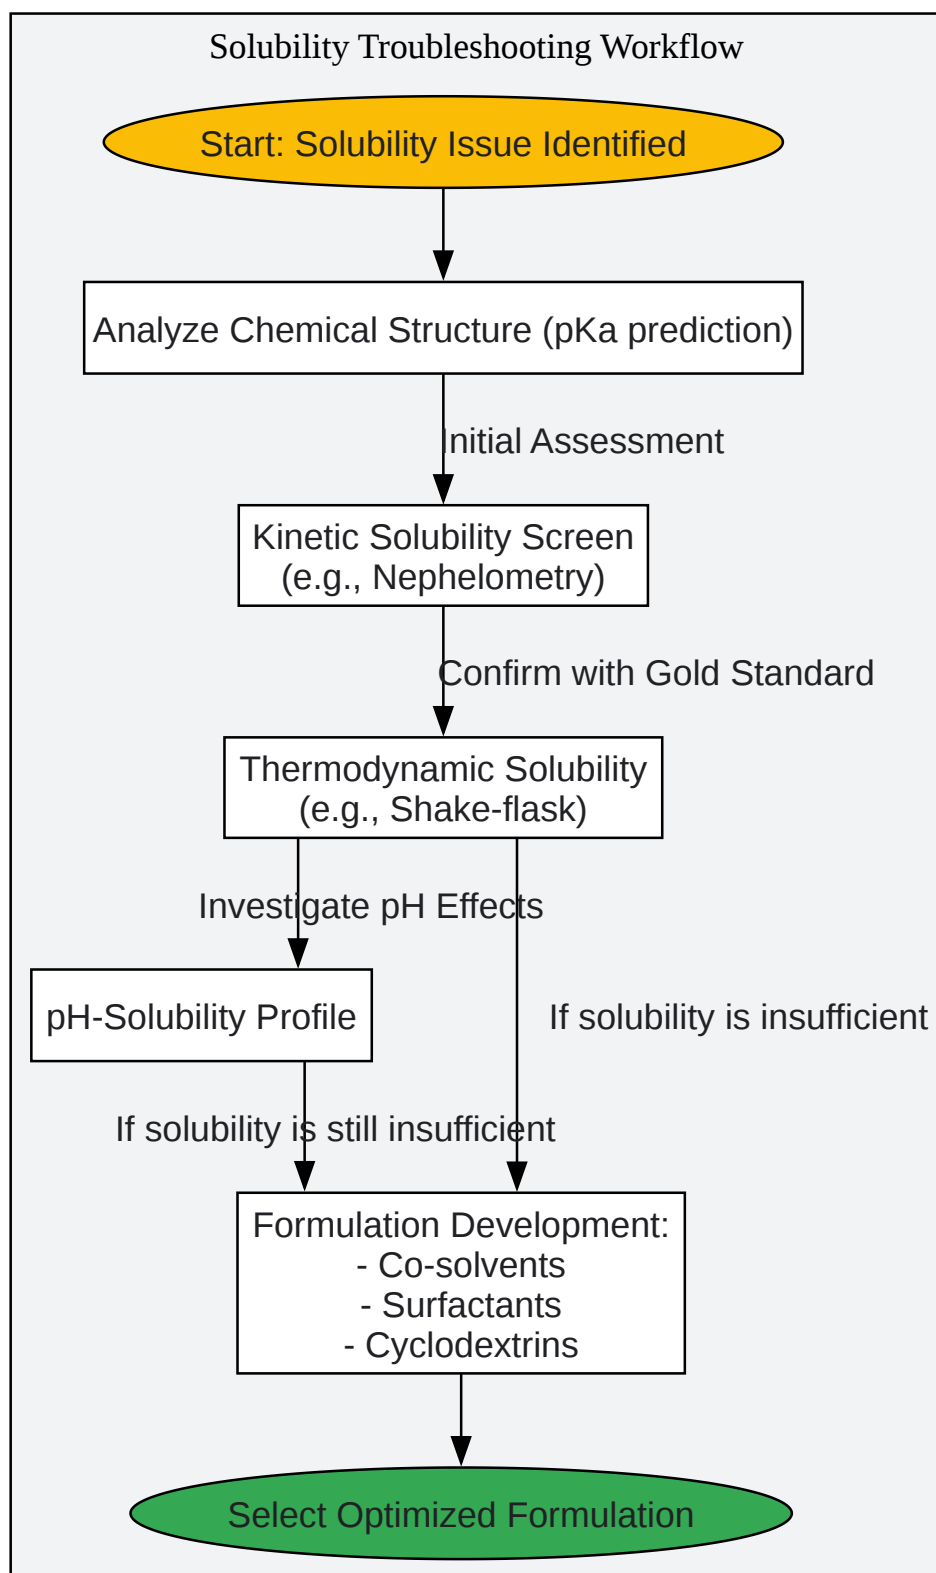 Solubility Troubleshooting Workflow
Start: Solubility Issue Identified
Analyze Chemical Structure (pKa prediction)
Initial Assessment
Kinetic Solubility Screen
(e.g., Nephelometry)
Confirm with Gold Standard
Thermodynamic Solubility
(e.g., Shake-flask)
Investigate pH Effects
pH-Solubility Profile
If solubility is insufficient
If solubility is still insufficient
Formulation Development:
- Co-solvents
- Surfactants
- Cyclodextrins
Select Optimized Formulation